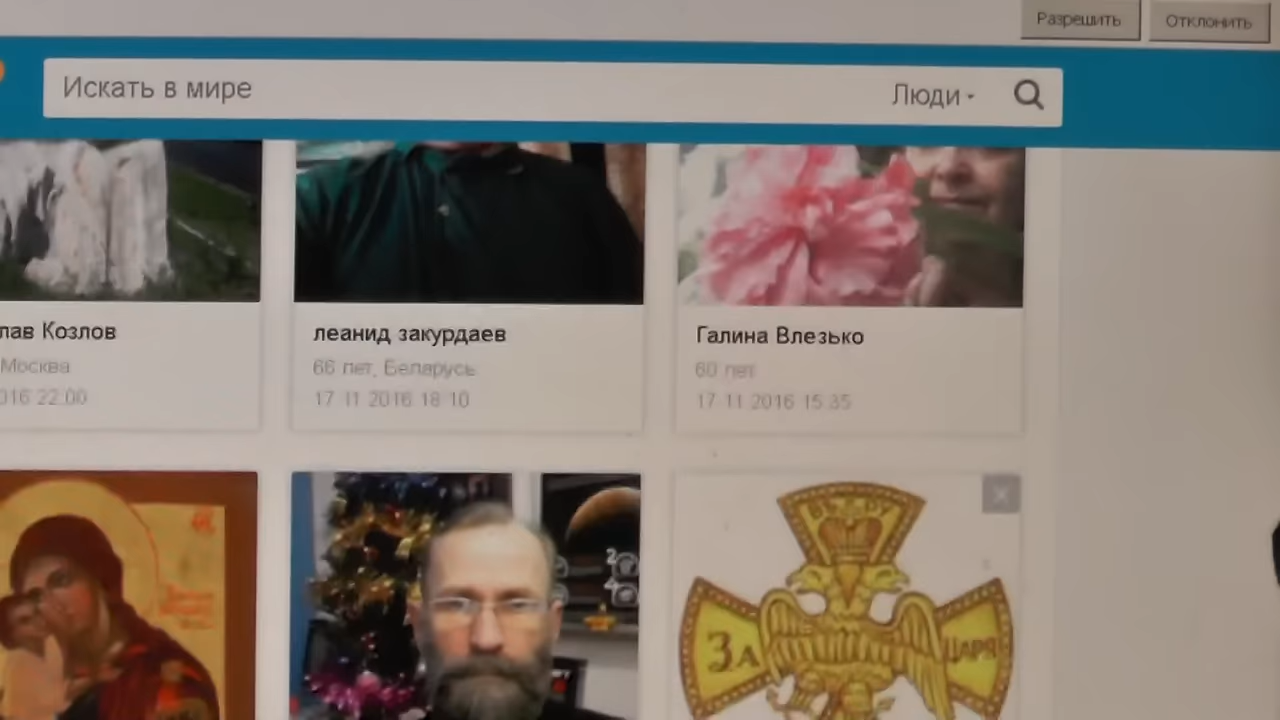 Разрешить
Отклонить
Искать в мире
Люди
лав Козлов
леанид закурдаев
Галина Влезько
Москва
66 лет, Беларусь
60 лет
016 22:00
17 11 2016 18 10
17 11 2016 15 35
ВѢРУ
За
ЦАРЯ